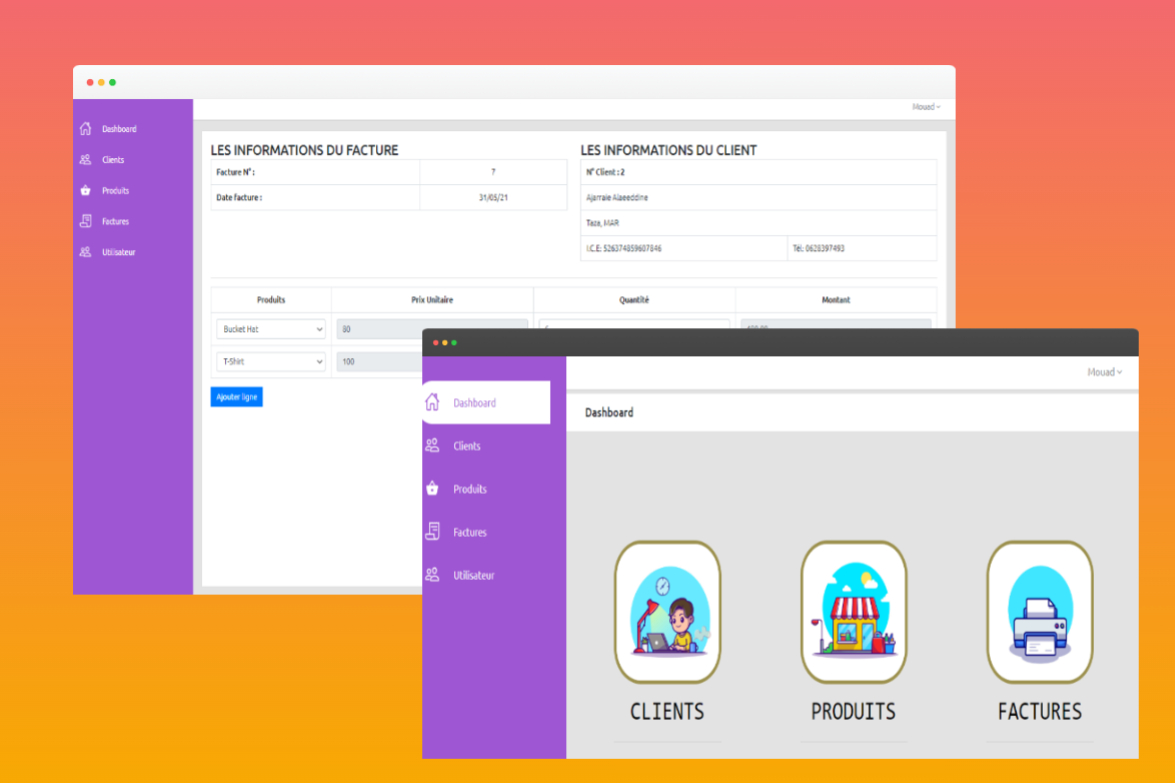 Mouad
Dashboard
Clients
Produits
Factures
Utilisateur
LES INFORMATIONS DU FACTURE
Facture N° : 7
Date facture : 31/05/21
LES INFORMATIONS DU CLIENT
N° Client : 2
Ajarraie Alaeeddine
Taza, MAR
I.C.E: 526374859607846 Tél: 0628397493
Produits Prix Unitaire Quantité Montant
Bucket Hat 80
T-Shirt 100
Ajouter ligne
Mouad
Dashboard
Clients
Produits
Factures
Utilisateur
Dashboard
CLIENTS PRODUITS FACTURES